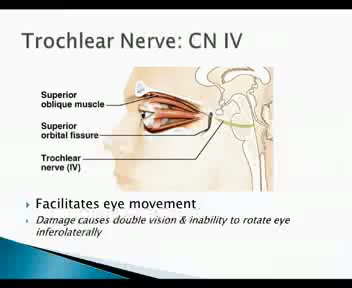 Trochlear Nerve: CN IV
Superior
oblique muscle
Superior
orbital fissure
Trochlear
nerve (IV)
Facilitates eye movement
Damage causes double vision & inability to rotate eye
inferolaterally